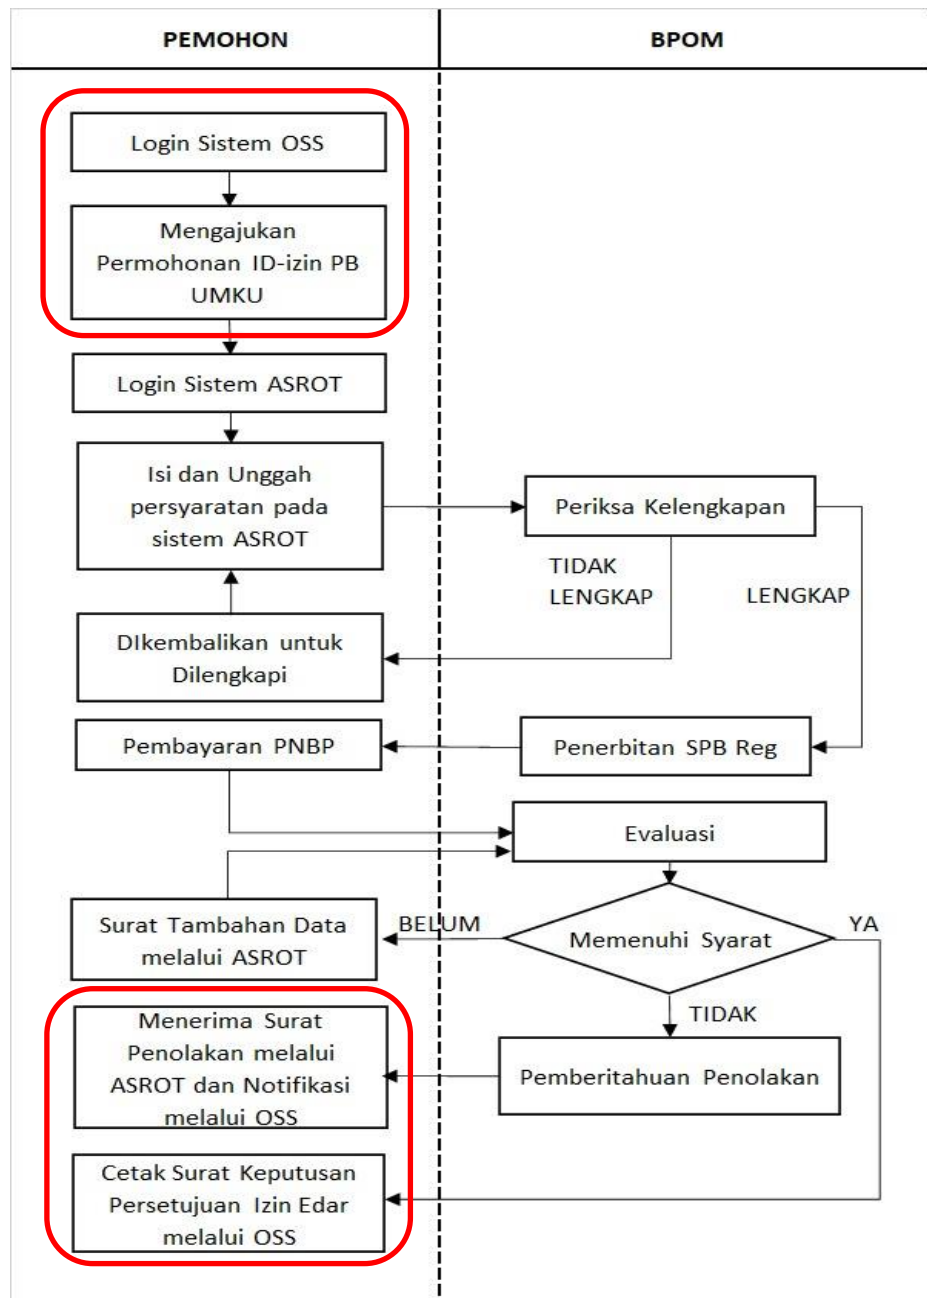 PEMOHON
BPOM
Login Sistem OSS
Mengajukan
Permohonan ID-izin PB
UMKU
Login Sistem ASROT
Isi dan Unggah
persyaratan pada
sistem ASROT
Periksa Kelengkapan
TIDAK
LENGKAP
LENGKAP
DIkembalikan untuk
Dilengkapi
Pembayaran PNBP
Penerbitan SPB Reg
Evaluasi
Surat Tambahan Data
melalui ASROT
BELUM
Memenuhi Syarat
YA
TIDAK
Menerima Surat
Penolakan melalui
ASROT dan Notifikasi
melalui OSS
Pemberitahuan Penolakan
Cetak Surat Keputusan
Persetujuan Izin Edar
melalui OSS